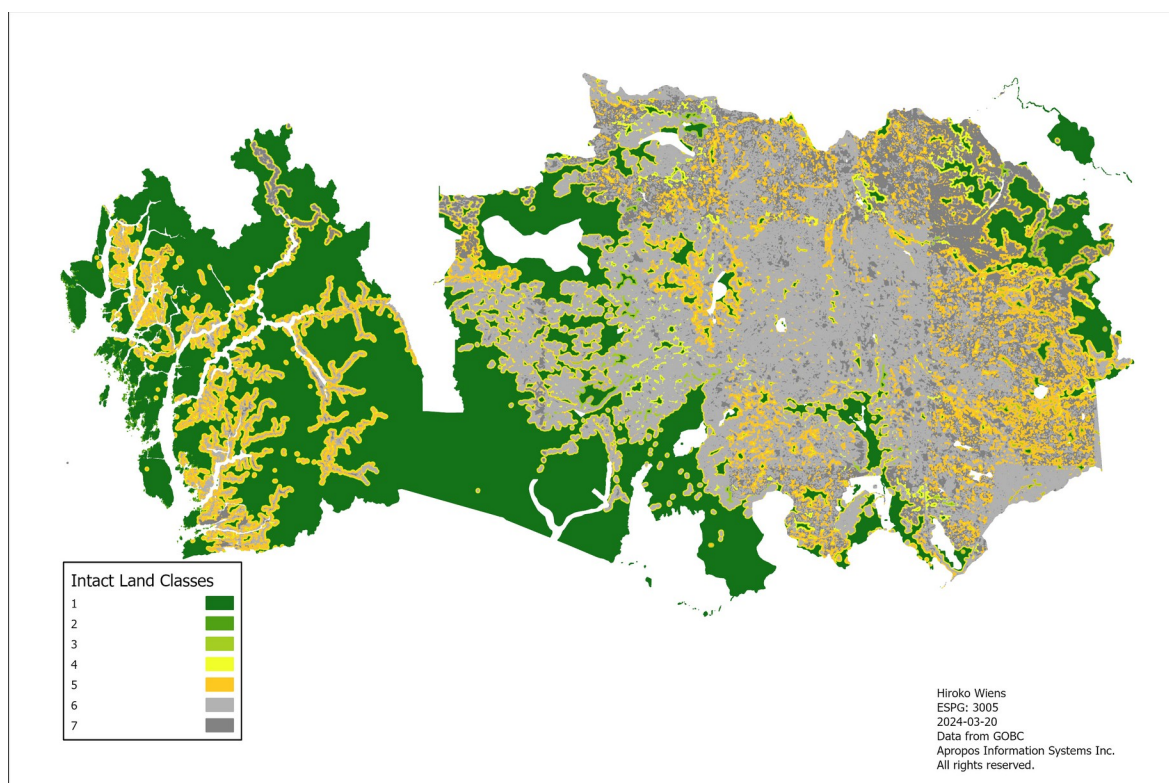 Intact Land Classes
1
2
3
4
5
6
7
Hiroko Wiens
ESPG: 3005
2024-03-20
Data from GOBC
Apropos Information Systems Inc.
All rights reserved.